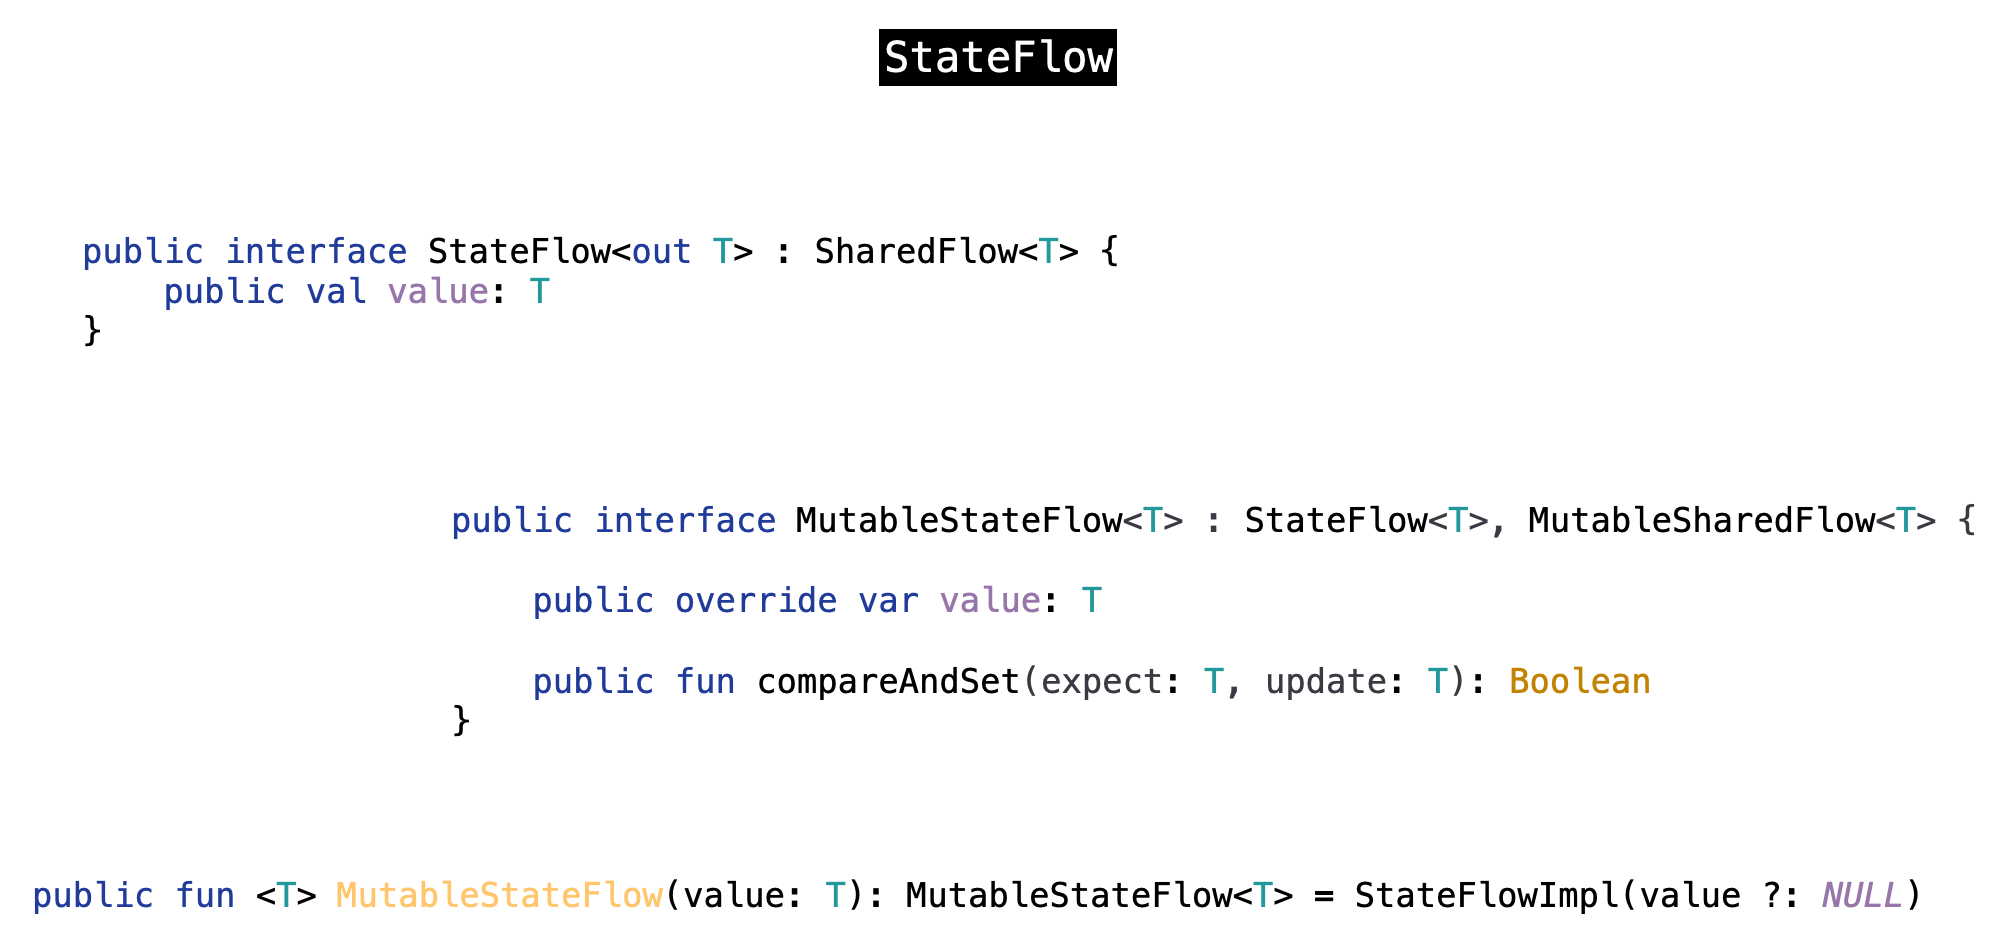 StateFlow
public interface StateFlow<out T> : SharedFlow<T> {
    public val value: T
}
public interface MutableStateFlow<T> : StateFlow<T>, MutableSharedFlow<T> {
    public override var value: T
    public fun compareAndSet(expect: T, update: T): Boolean
}
public fun <T> MutableStateFlow(value: T): MutableStateFlow<T> = StateFlowImpl(value ?: NULL)